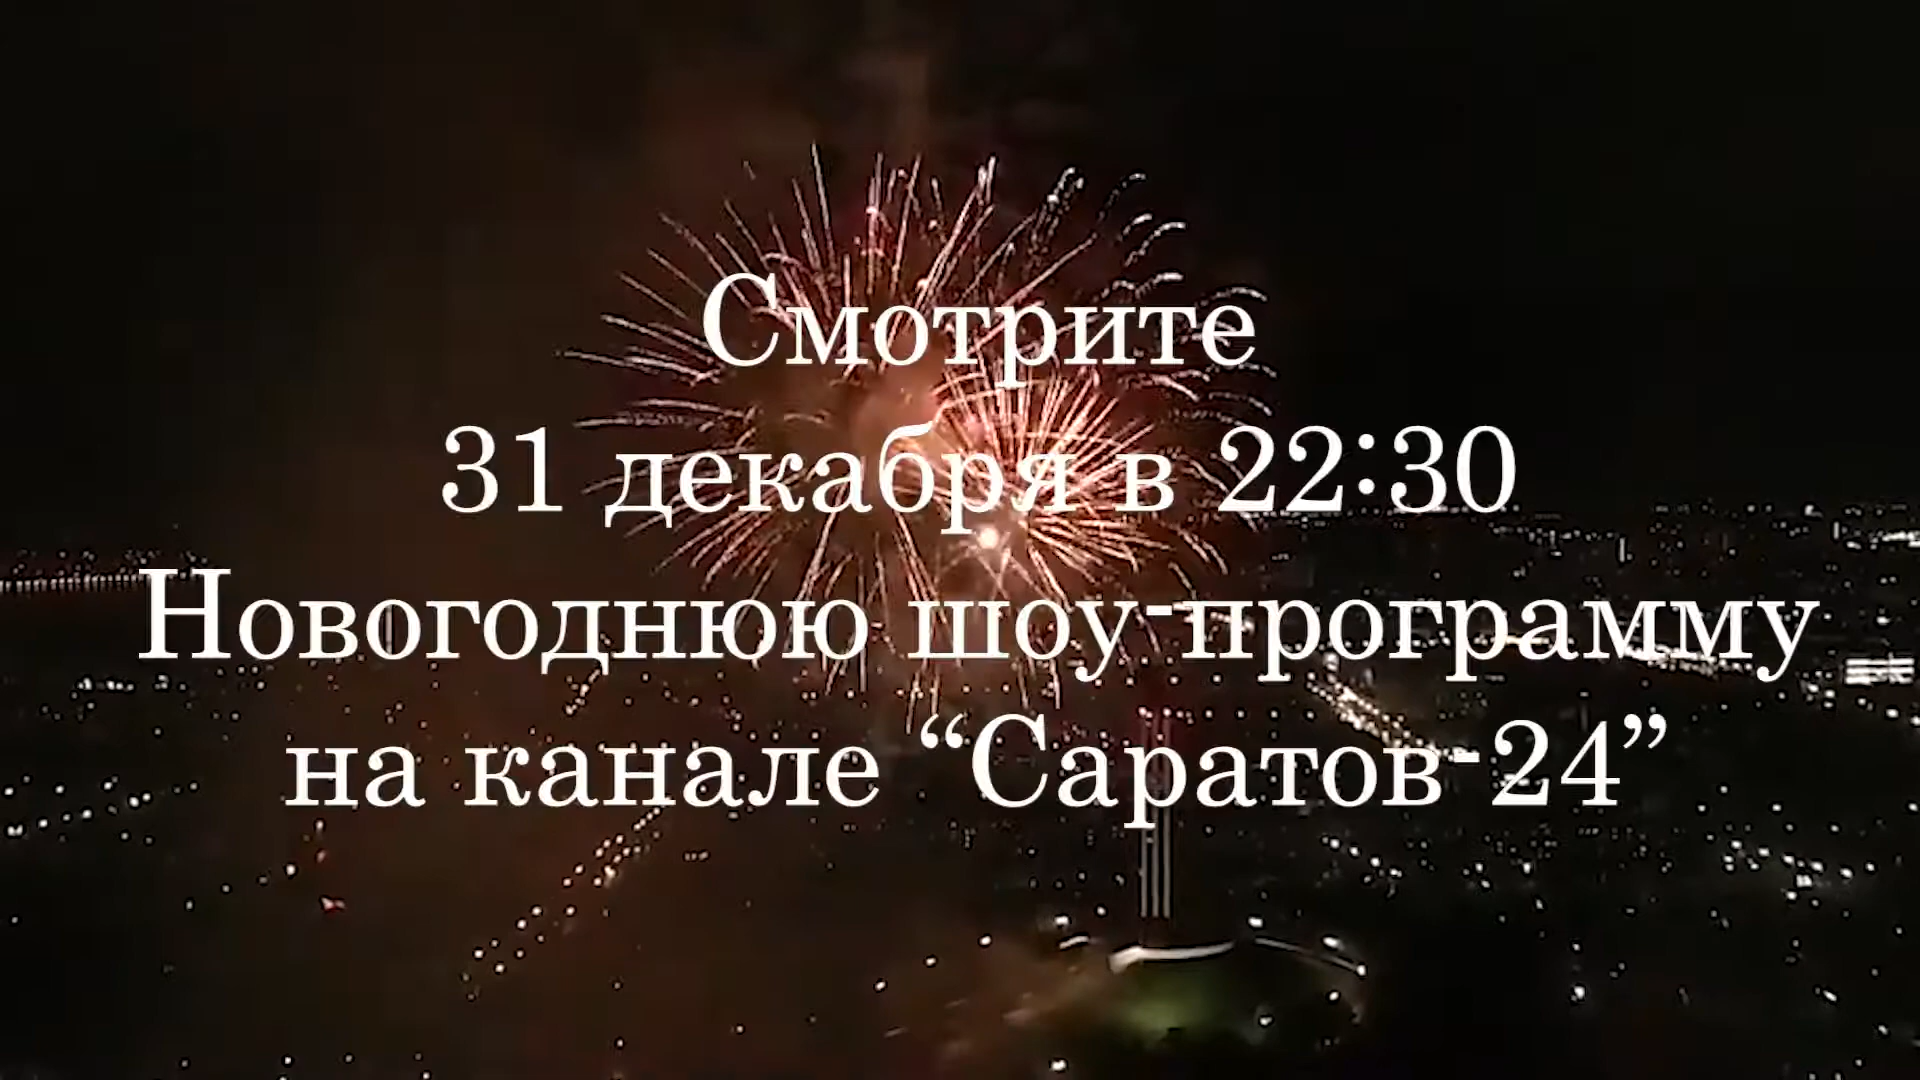 Смотрите
31 декабря в 22:30
Новогоднюю шоу-программу
на канале “Саратов-24”